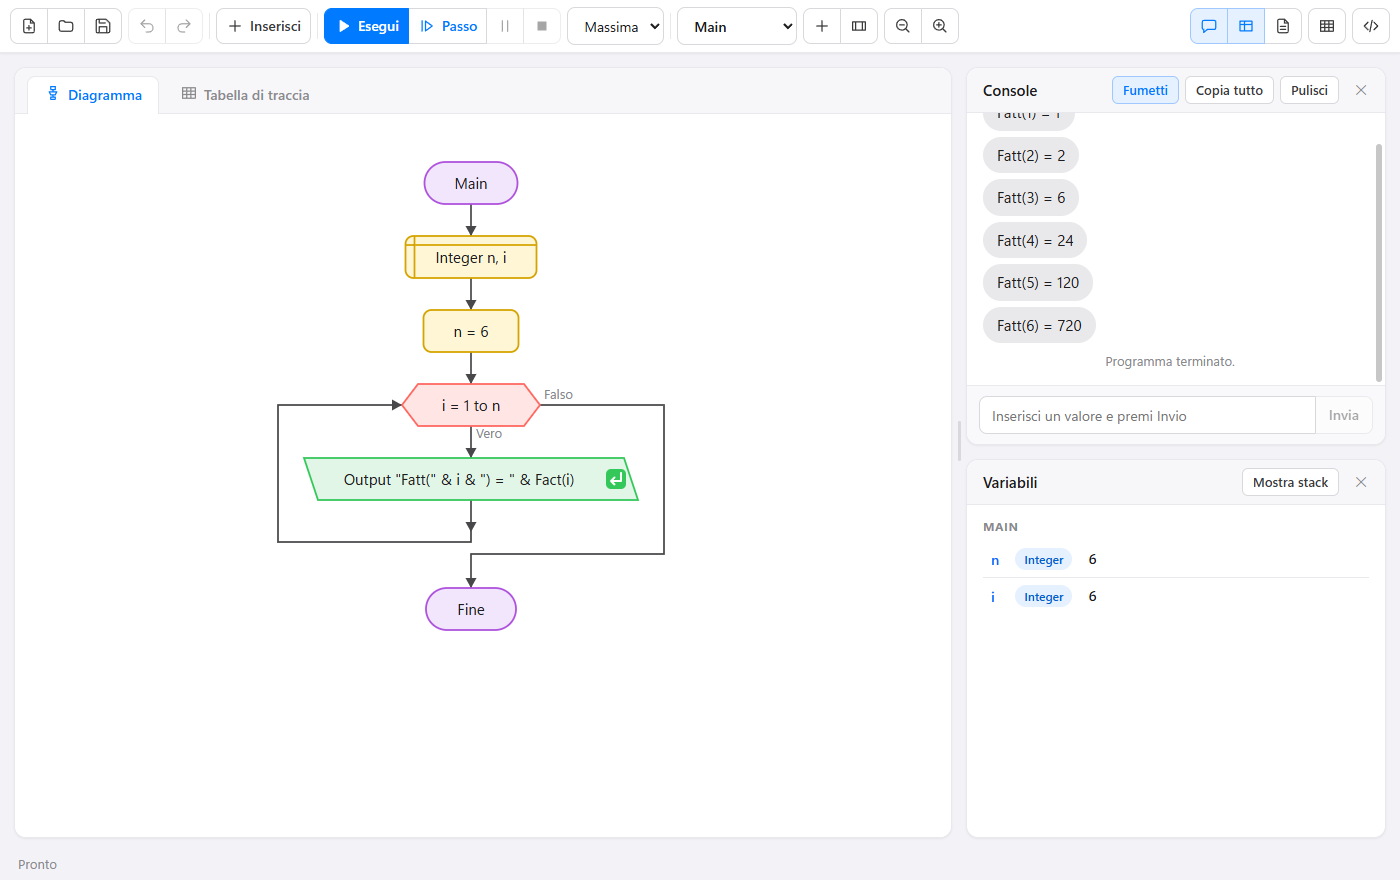 Inserisci
Esegui
Passo
Massima
Main
Diagramma
Tabella di traccia
Main
Integer n, i
n = 6
i = 1 to n
Falso
Vero
Output "Fatt(" & i & ") = " & Fact(i)
Fine
Console
Fumetti
Copia tutto
Pulisci
Fatt(1) = 1
Fatt(2) = 2
Fatt(3) = 6
Fatt(4) = 24
Fatt(5) = 120
Fatt(6) = 720
Programma terminato.
Inserisci un valore e premi Invio
Invia
Variabili
Mostra stack
MAIN
n Integer 6
i Integer 6
Pronto